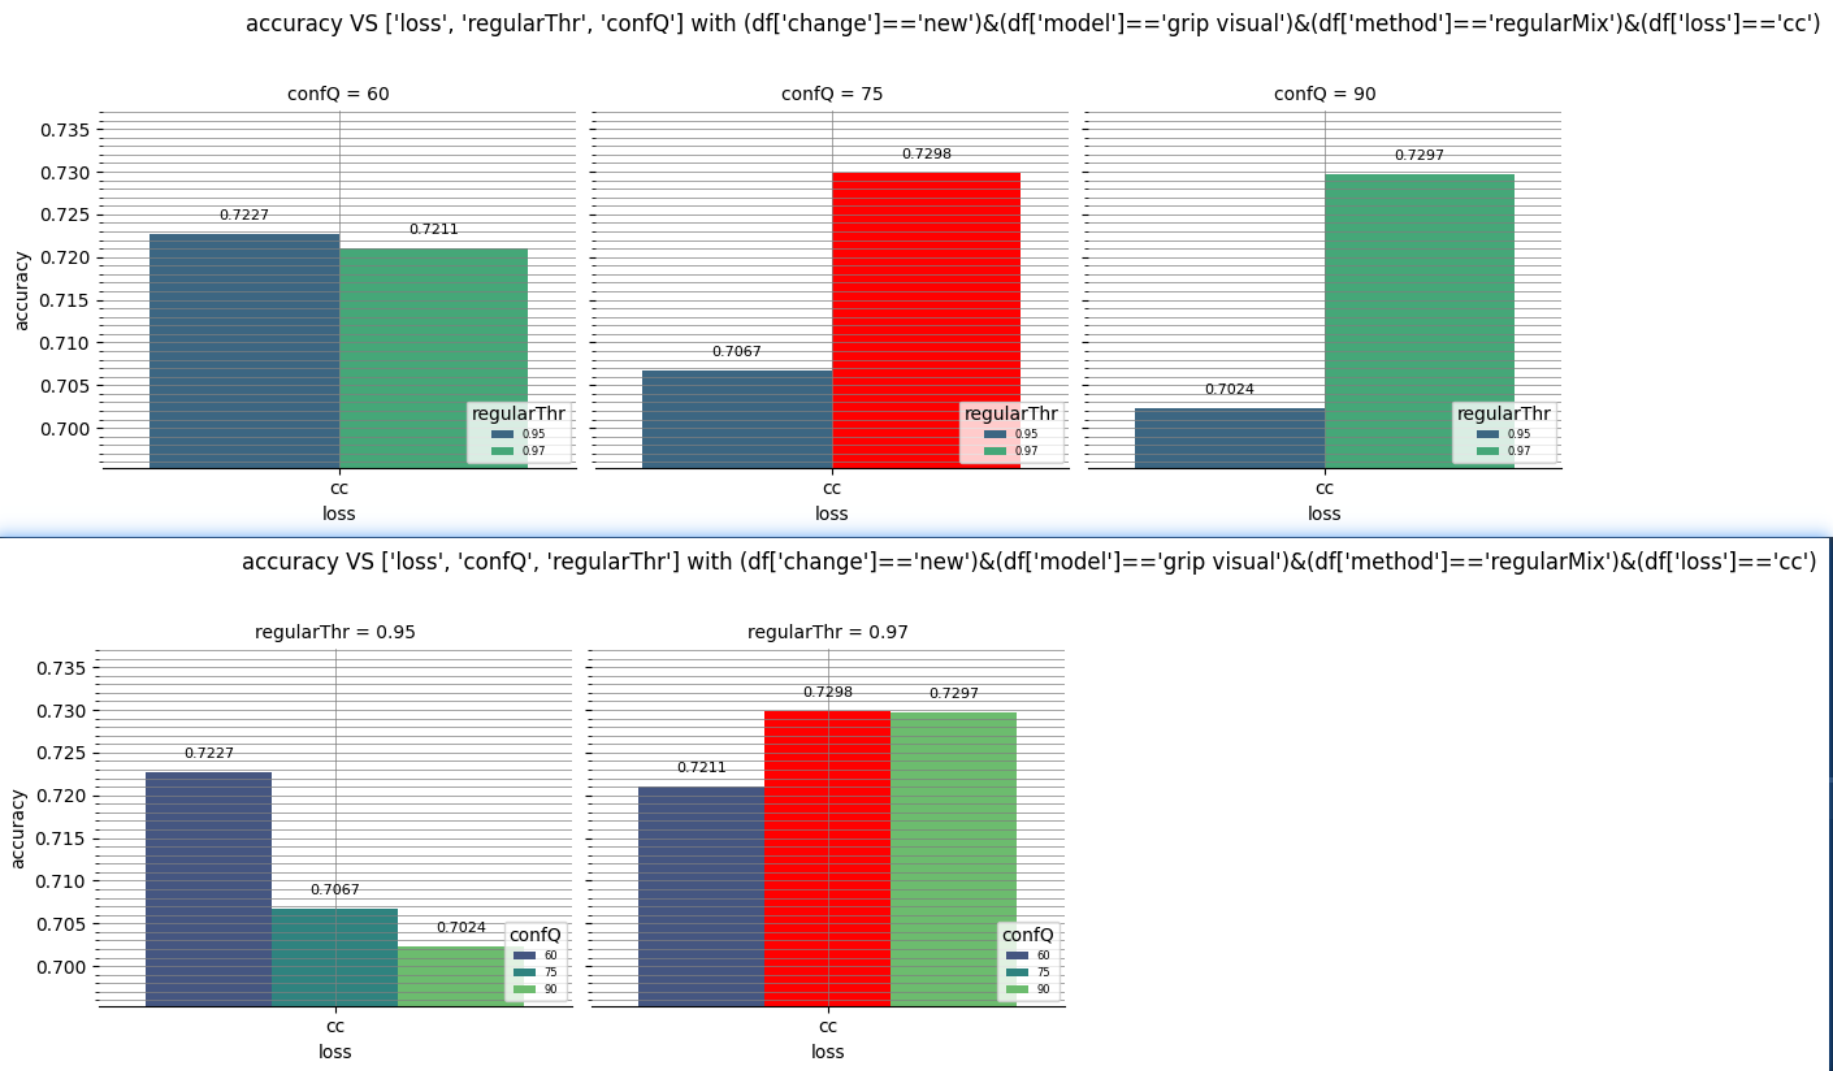 accuracy VS ['loss', 'regularThr', 'confQ'] with (df['change']=='new')&(df['model']=='grip visual')&(df['method']=='regularMix')&(df['loss']=='cc')
confQ = 60
confQ = 75
confQ = 90
0.735
0.730
0.725
0.720
0.715
0.710
0.705
0.700
accuracy
0.7227
0.7211
regularThr
0.95
0.97
cc
loss
0.7067
0.7298
regularThr
0.95
0.97
cc
loss
0.7024
0.7297
regularThr
0.95
0.97
cc
loss
accuracy VS ['loss', 'confQ', 'regularThr'] with (df['change']=='new')&(df['model']=='grip visual')&(df['method']=='regularMix')&(df['loss']=='cc')
regularThr = 0.95
regularThr = 0.97
0.735
0.730
0.725
0.720
0.715
0.710
0.705
0.700
accuracy
0.7227
0.7067
0.7024
confQ
60
75
90
cc
loss
0.7211
0.7298
0.7297
confQ
60
75
90
cc
loss